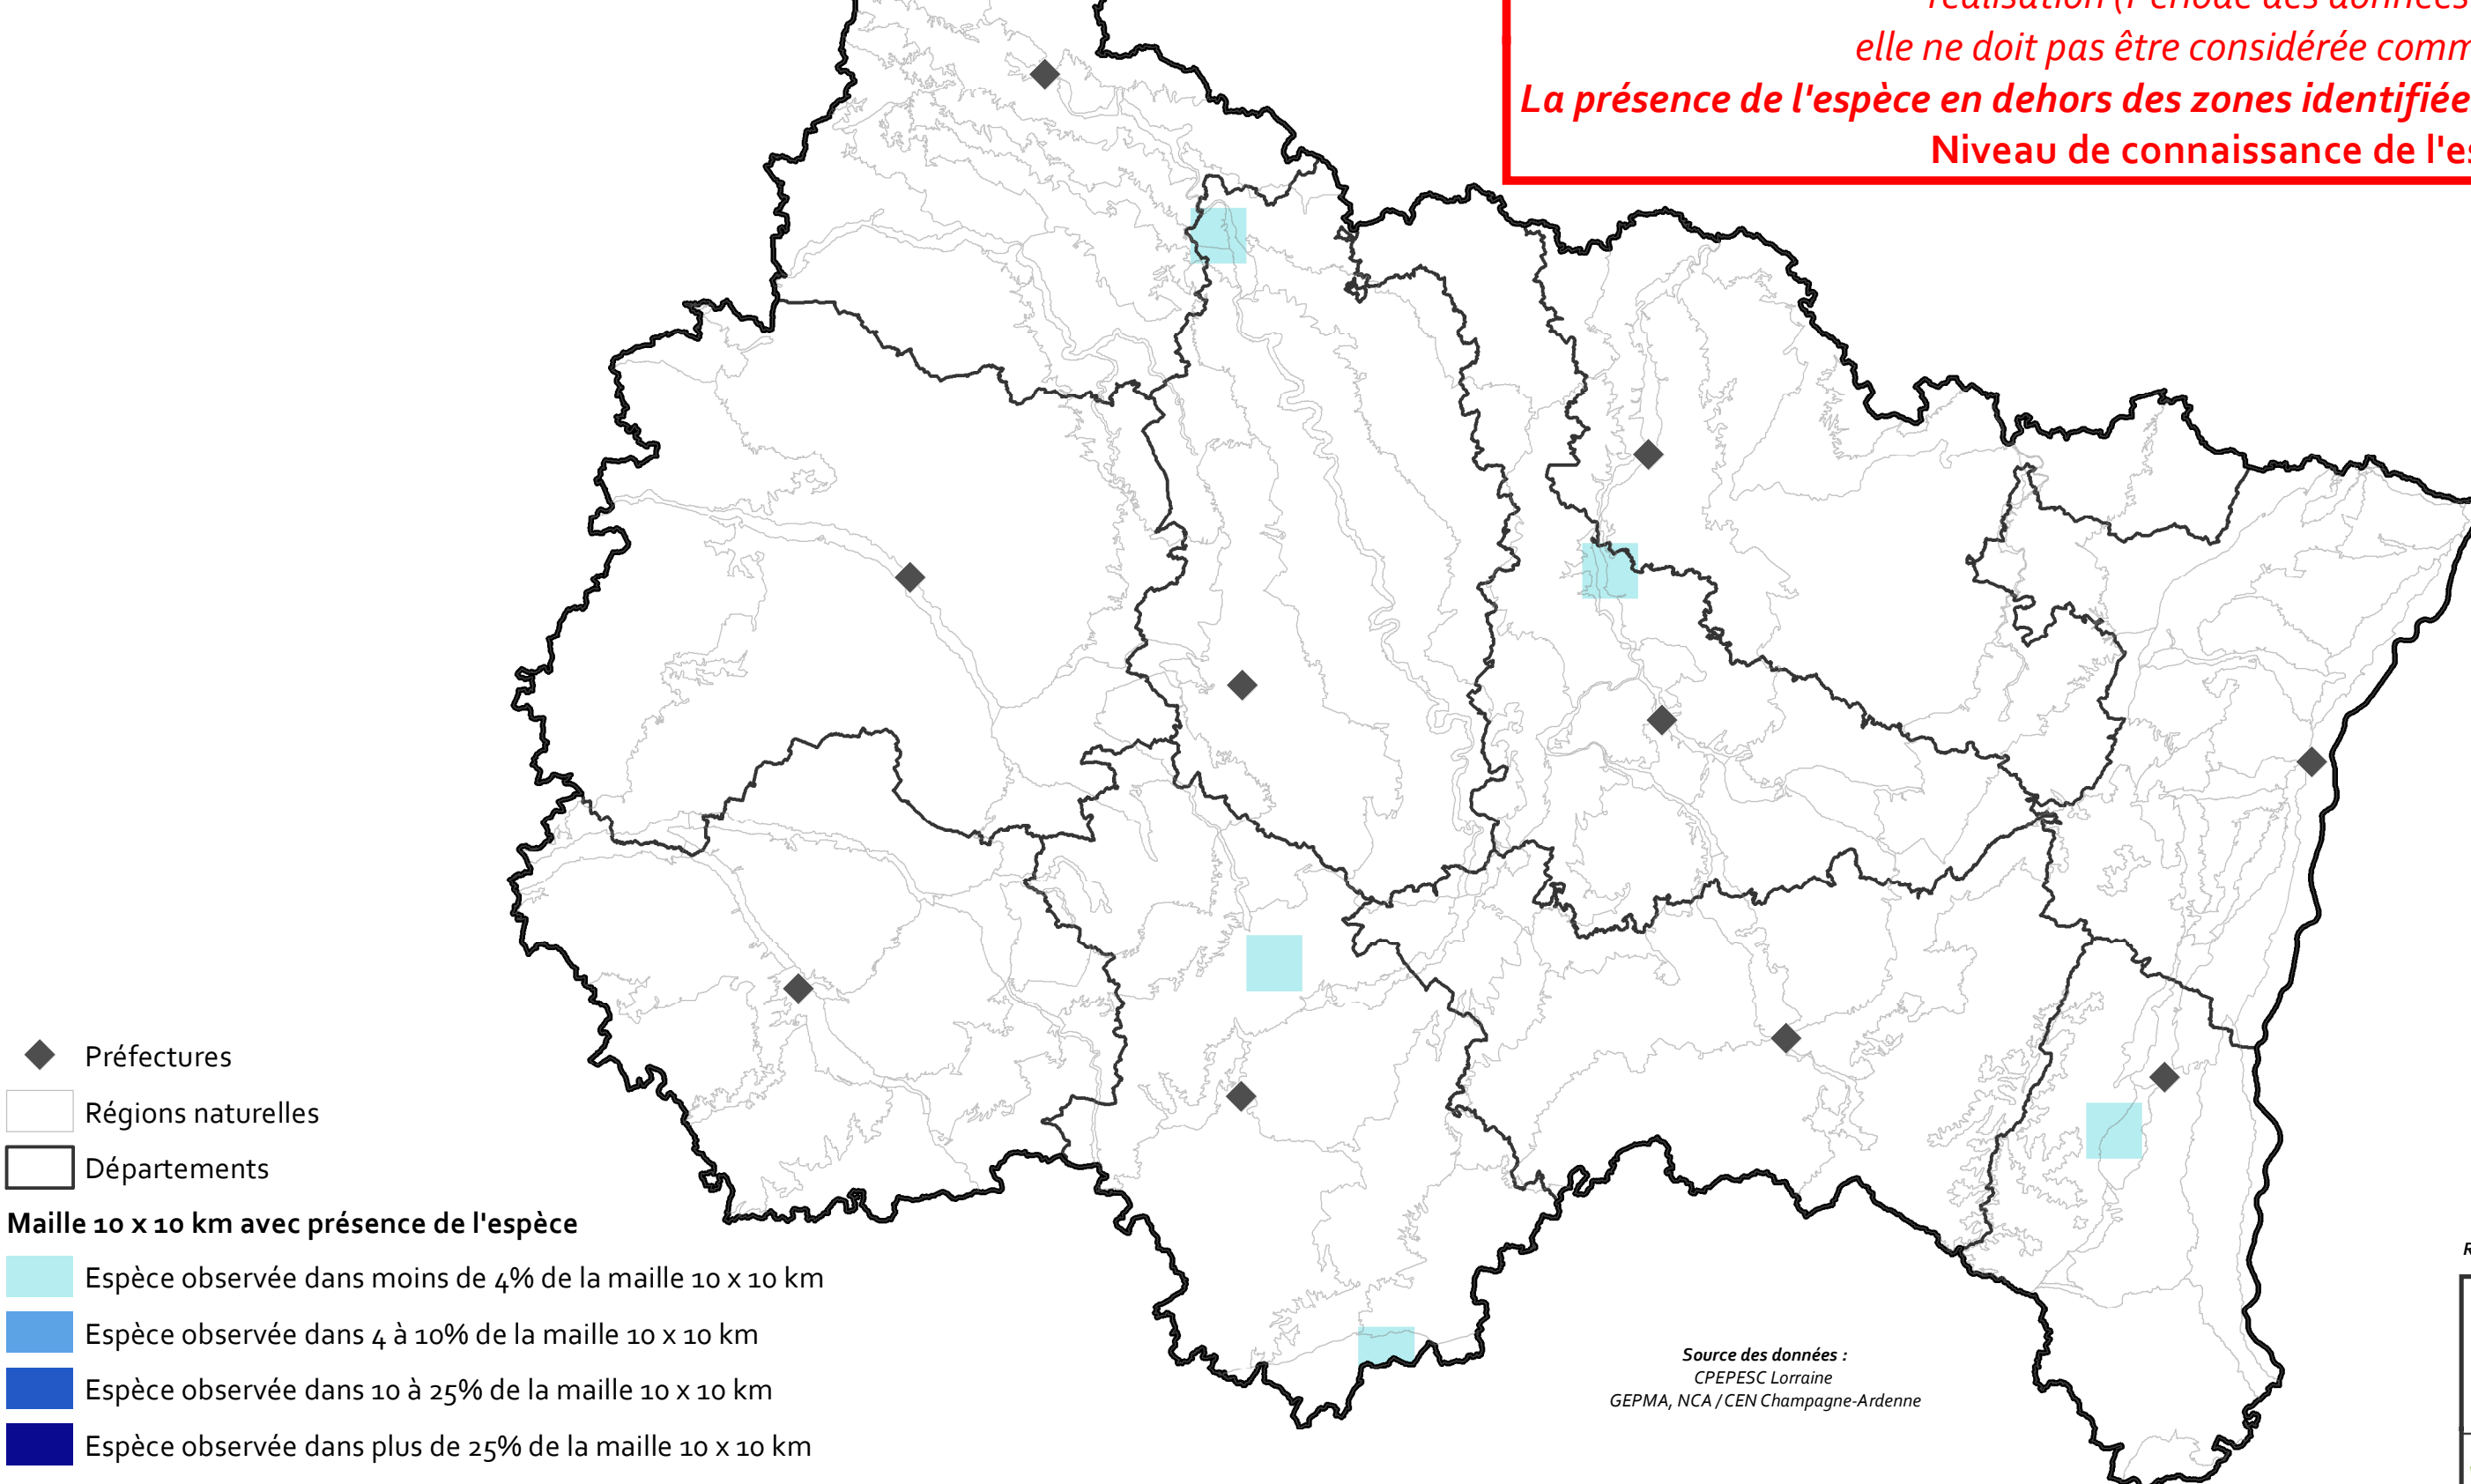 elle ne doit pas être considérée comm
La présence de l'espèce en dehors des zones identifiée
Niveau de connaissance de l'es
Préfectures
Régions naturelles
Départements
Maille 10 x 10 km avec présence de l'espèce
Espèce observée dans moins de 4% de la maille 10 x 10 km
Espèce observée dans 4 à 10% de la maille 10 x 10 km
Espèce observée dans 10 à 25% de la maille 10 x 10 km
Espèce observée dans plus de 25% de la maille 10 x 10 km
Source des données :
CPEPESC Lorraine
GEPMA, NCA / CEN Champagne-Ardenne
R